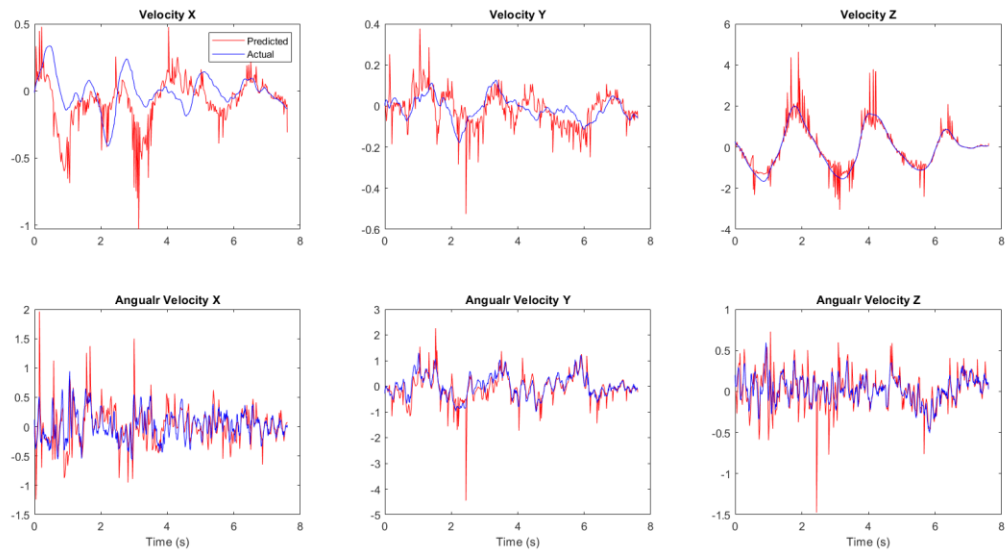 Velocity X
0.5
0
-0.5
-1
0 2 4 6 8
Predicted
Actual
Velocity Y
0.4
0.2
0
-0.2
-0.4
-0.6
0 2 4 6 8
Velocity Z
6
4
2
0
-2
-4
0 2 4 6 8
Angualr Velocity X
2
1.5
1
0.5
0
-0.5
-1
-1.5
0 2 4 6 8
Time (s)
Angualr Velocity Y
3
2
1
0
-1
-2
-3
-4
-5
0 2 4 6 8
Time (s)
Angualr Velocity Z
1
0.5
0
-0.5
-1
-1.5
0 2 4 6 8
Time (s)